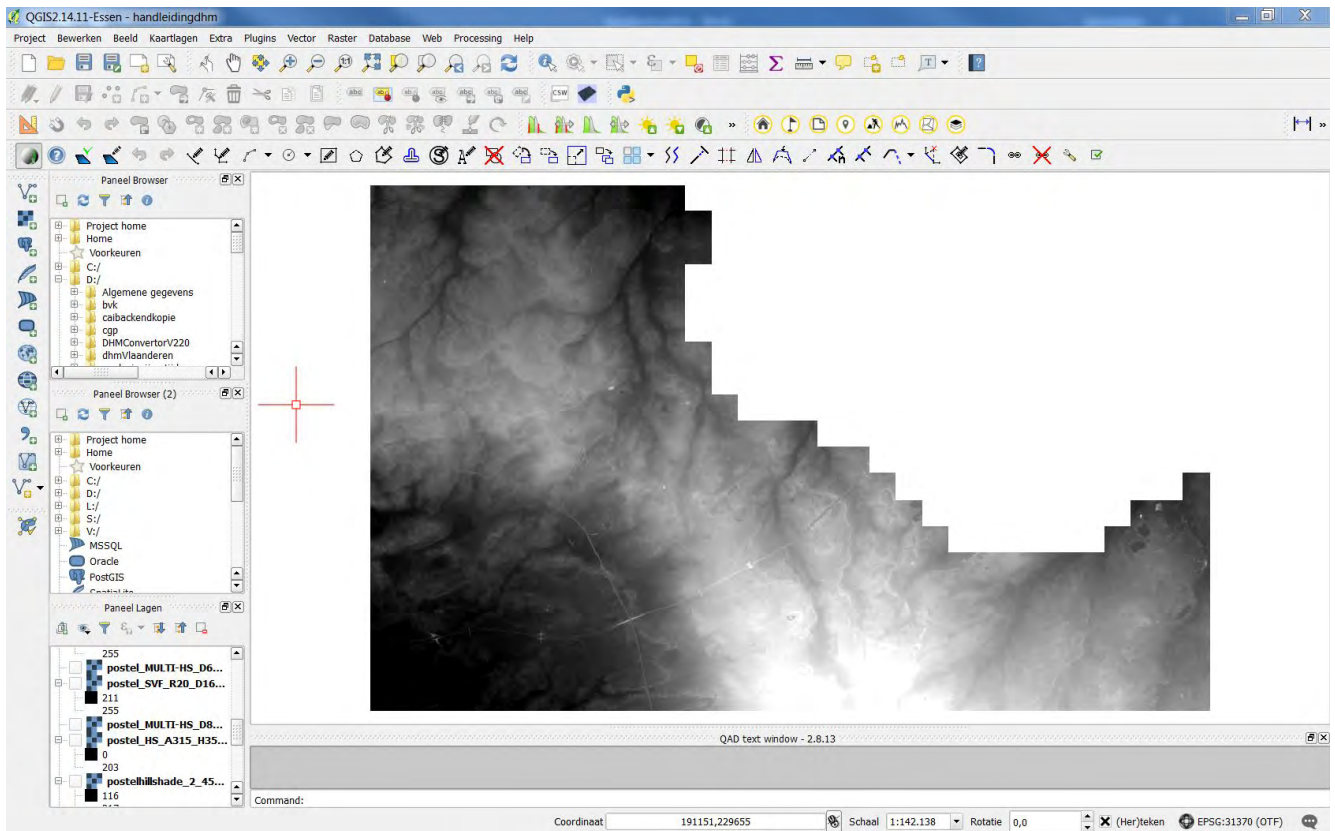 QGIS2.14.11-Essen - handleidingdhm
Project Bewerken Beeld Kaartlagen Extra Plugins Vector Raster Database Web Processing Help
Paneel Browser
Project home
Home
Voorkeuren
C:/
D:/
Algemene gegevens
bvk
caibackendkopie
cgp
DHMConvertorV220
dhmVlaanderen
Paneel Browser (2)
Project home
Home
Voorkeuren
C:/
D:/
L:/
S:/
V:/
MSSQL
Oracle
PostGIS
Paneel Lagen
255
postel_MULTI-HS_D6...
postel_SVF_R20_D16...
211
255
postel_MULTI-HS_D8...
postel_HS_A315_H35...
0
203
postelhillshade_2_45...
116
QAD text window - 2.8.13
Command:
Coordinaat 191151,229655 Schaal 1:142.138 Rotatie 0,0 (Her)teken EPSG:31370 (OTF)